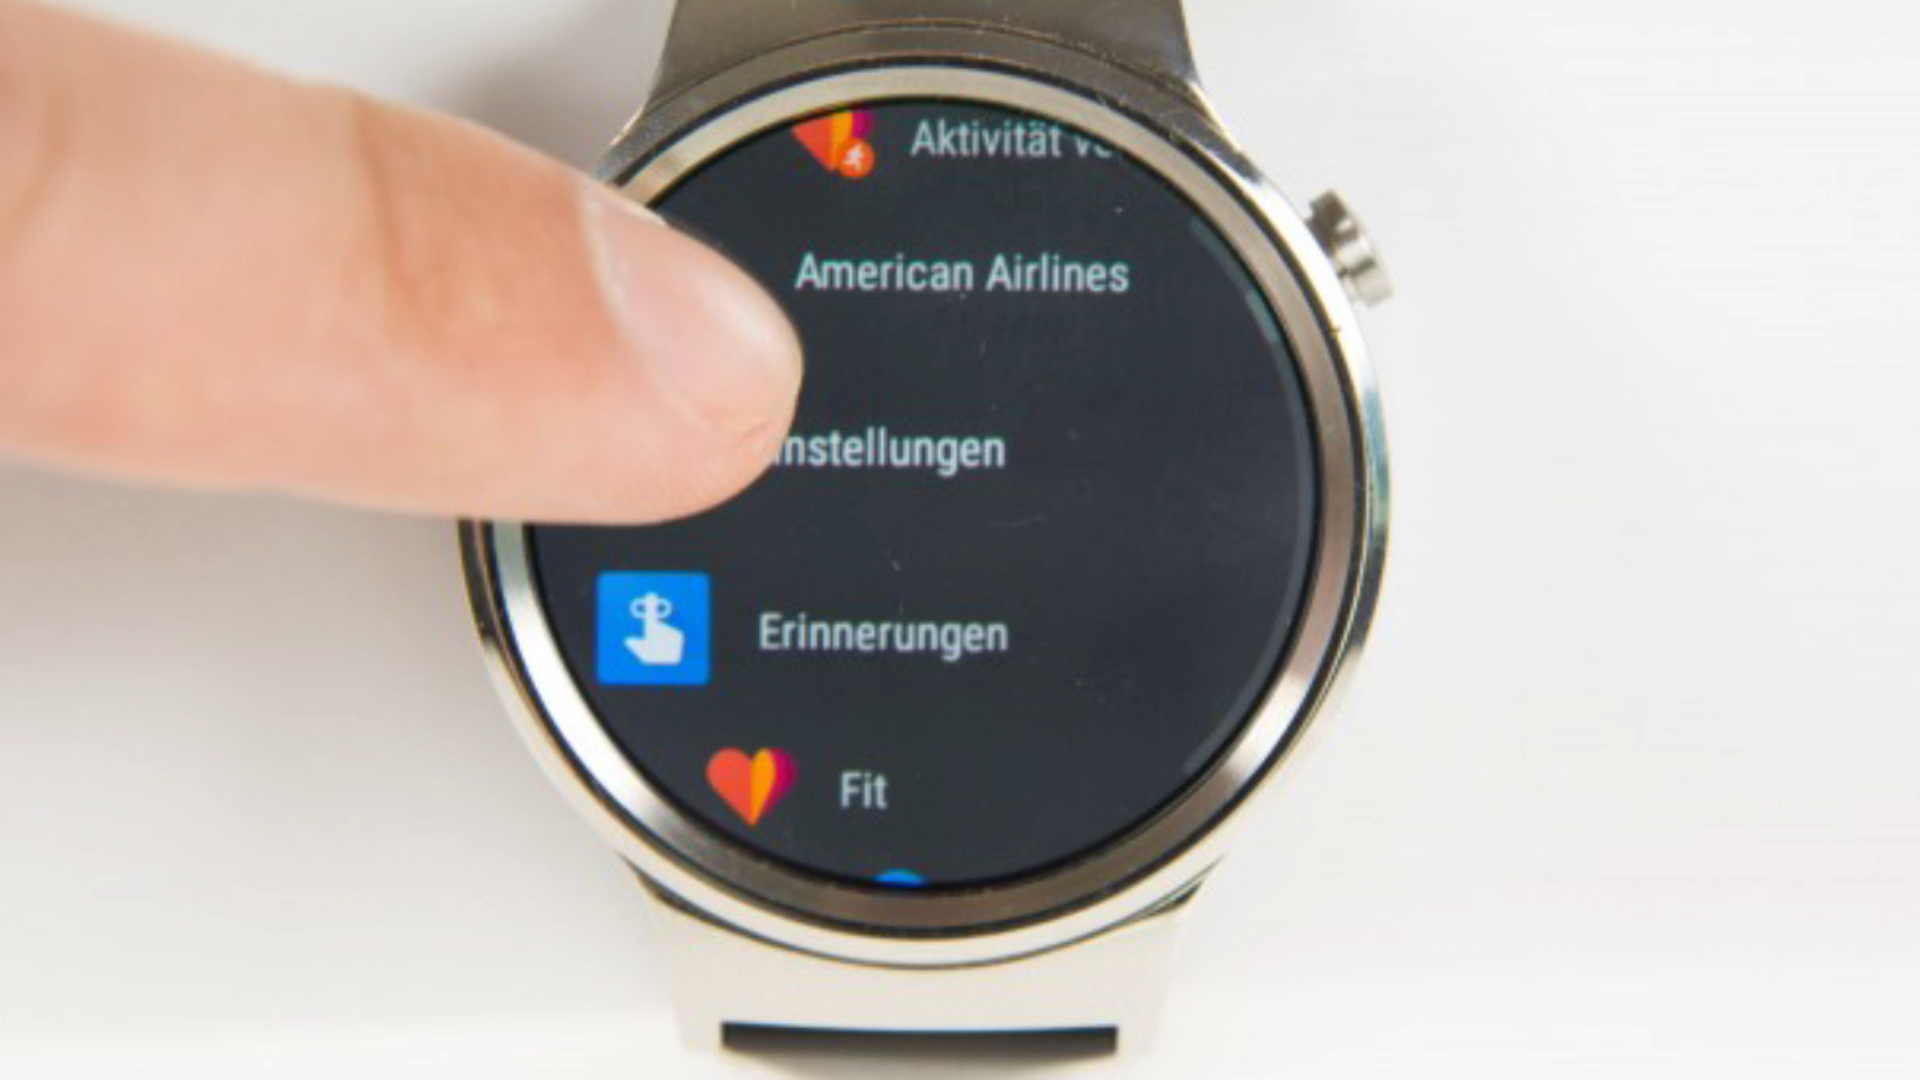 Aktivität
American Airlines
nstellungen
Erinnerungen
Fit